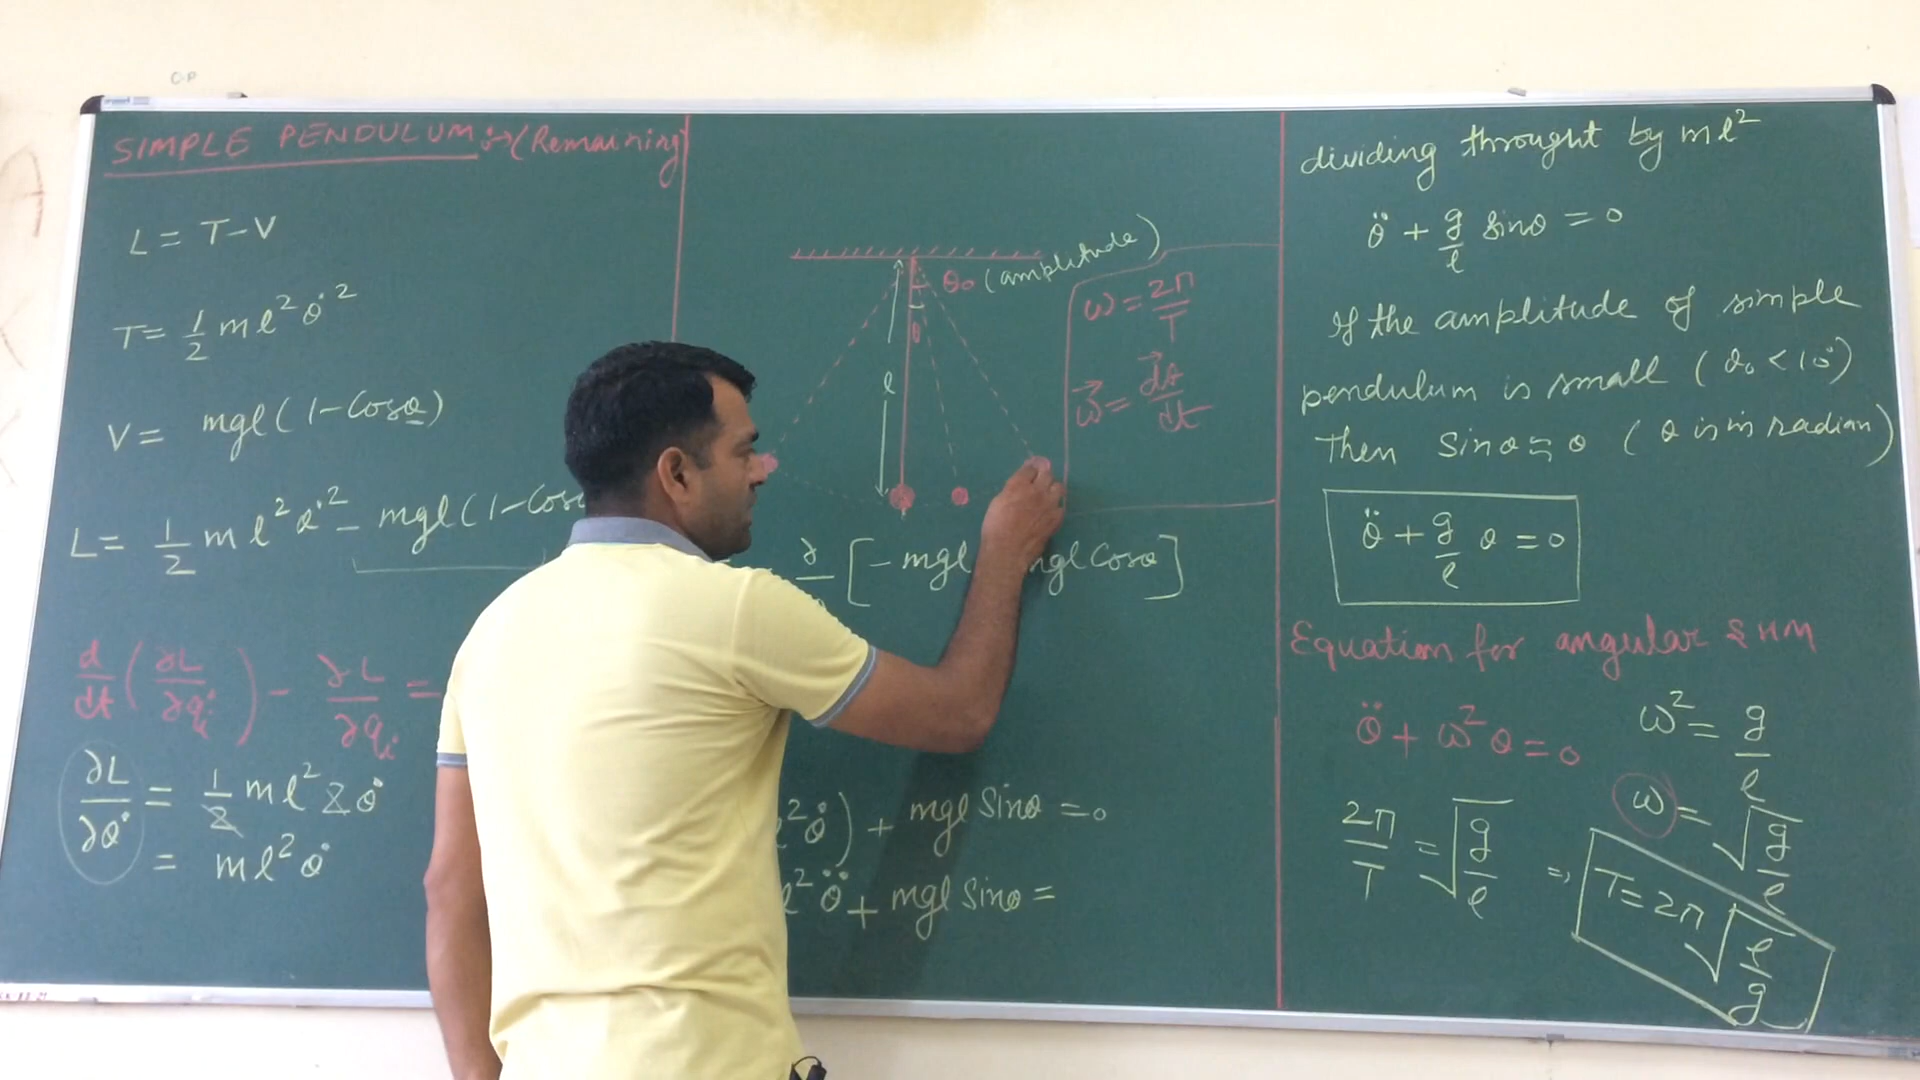 SIMPLE PENDULUM :→ (Remaining)
L = T - V
T = 1/2 m l² θ̇²
V = mgl (1 - Cosθ)
L = 1/2 m l² θ̇² - mgl (1 - Cos
d/dt (∂L/∂q̇ᵢ) - ∂L/∂qᵢ =
∂L/∂θ̇ = 1/2 m l² 2 θ̇
= m l² θ̇
θ₀ (amplitude)
θ
l
ω = 2π/T
∂/ [- mgl mgl Cosθ]
l² θ̇) + mgl Sinθ = 0
l² θ̈ + mgl Sinθ =
dividing throught by ml²
θ̈ + g/l Sinθ = 0
If the amplitude of simple
pendulum is small (θ₀ < 10°)
Then Sinθ ≈ θ (θ is in radian)
θ̈ + g/l θ = 0
Equation for angular SHM
θ̈ + ω² θ = 0
ω² = g/l
ω = √(g/l)
2π/T = √(g/l) ⇒ T = 2π √(l/g)